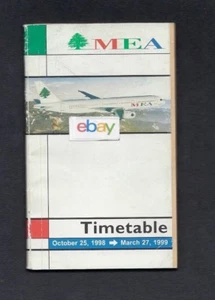 MEA
MEA
ebay
Timetable
October 25, 1998 ➡ March 27, 1999